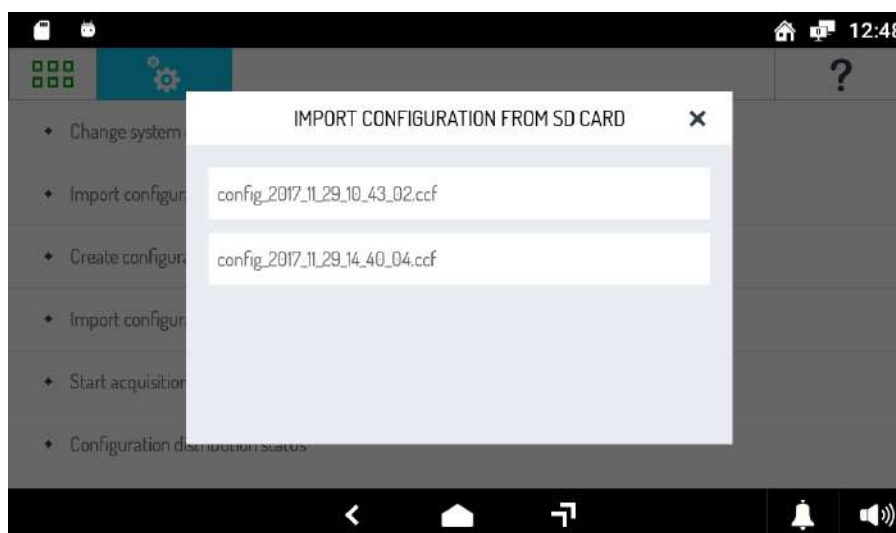 12:48
?
IMPORT CONFIGURATION FROM SD CARD
Change system
config_2017_11_29_10_43_02.ccf
Import configur
config_2017_11_29_14_40_04.ccf
Create configur
Import configur
Start acquisition
Configuration distribution status